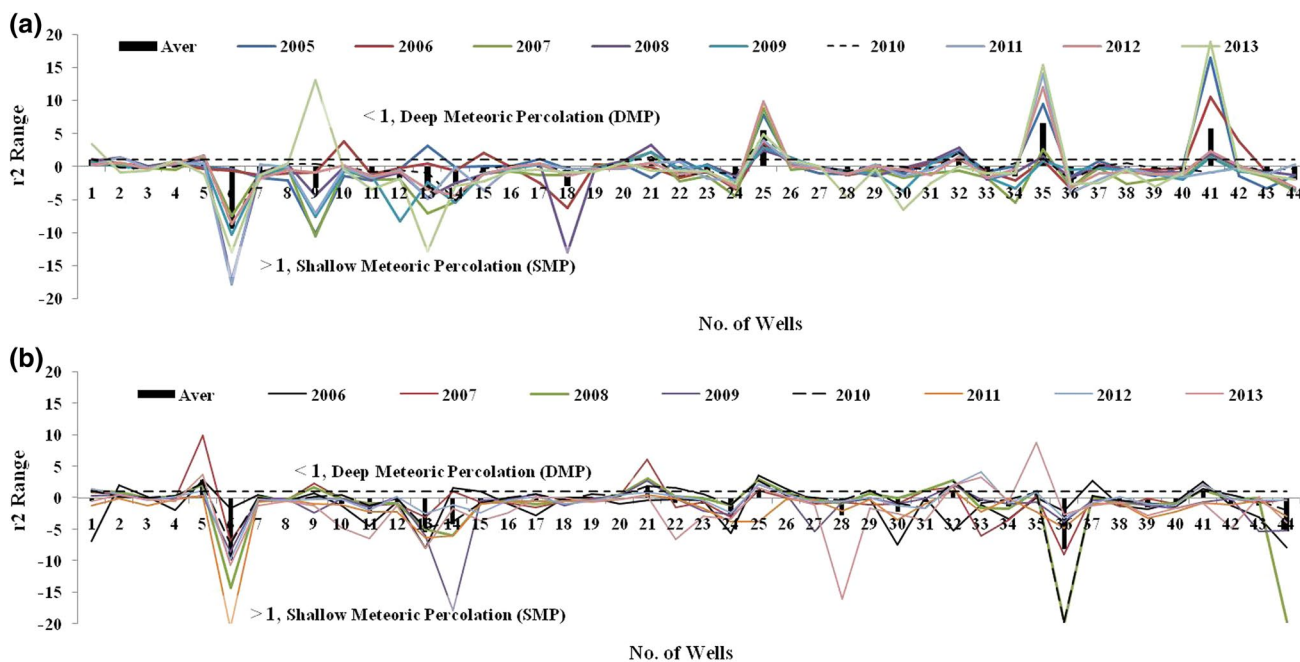 (a)
20
15
10
5
0
-5
-10
-15
-20
r2 Range
Aver 2005 2006 2007 2008 2009 2010 2011 2012 2013
< 1, Deep Meteoric Percolation (DMP)
1 2 3 4 5 6 7 8 9 10 11 12 13 14 15 16 17 18 19 20 21 22 23 24 25 26 27 28 29 30 31 32 33 34 35 36 37 38 39 40 41 42 43 44
> 1, Shallow Meteoric Percolation (SMP)
No. of Wells
(b)
20
15
10
5
0
-5
-10
-15
-20
r2 Range
Aver 2006 2007 2008 2009 2010 2011 2012 2013
< 1, Deep Meteoric Percolation (DMP)
1 2 3 4 5 6 7 8 9 10 11 12 13 14 15 16 17 18 19 20 21 22 23 24 25 26 27 28 29 30 31 32 33 34 35 36 37 38 39 40 41 42 43 44
> 1, Shallow Meteoric Percolation (SMP)
No. of Wells